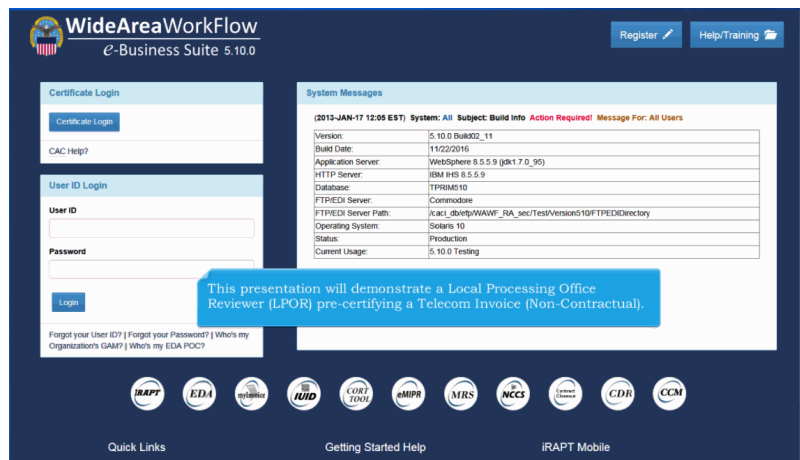 WideAreaWorkFlow
e-Business Suite 5.10.0
Register
Help/Training
Certificate Login
Certificate Login
CAC Help?
User ID Login
User ID
Password
Login
Forgot your User ID? | Forgot your Password? | Who's my
Organization's GAM? | Who's my EDA POC?
System Messages
(2013-JAN-17 12:05 EST) System: All Subject: Build Info Action Required! Message For: All Users
Version: 5.10.0 Build02_11
Build Date: 11/22/2016
Application Server: WebSphere 8.5.5.9 (jdk1.7.0_95)
HTTP Server: IBM IHS 8.5.5.9
Database: TPRIM510
FTP/EDI Server: Commodore
FTP/EDI Server Path: /caci_db/efp/WAWF_RA_sec/Test/Version510/FTPEDIDirectory
Operating System: Solaris 10
Status: Production
Current Usage: 5.10.0 Testing
This presentation will demonstrate a Local Processing Office
Reviewer (LPOR) pre-certifying a Telecom Invoice (Non-Contractual).
iRAPT
EDA
myInvoice
IUID
CORT
TOOL
eMIPR
MRS
NCCS
Contract
Closeout
CDR
CCM
Quick Links
Getting Started Help
iRAPT Mobile